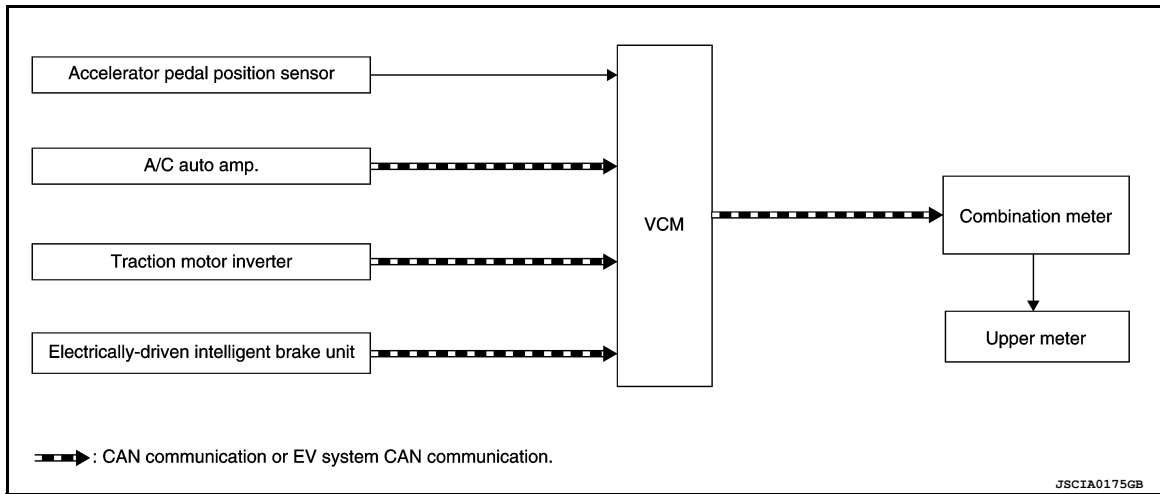 Accelerator pedal position sensor
A/C auto amp.
Traction motor inverter
Electrically-driven intelligent brake unit
VCM
Combination meter
Upper meter
: CAN communication or EV system CAN communication.
JSCIA0175GB